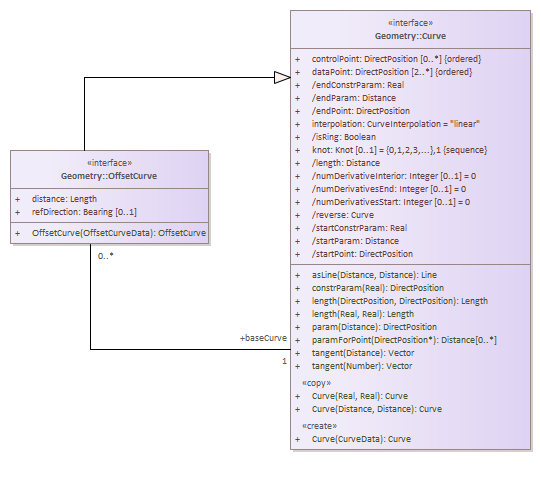 «interface»
Geometry::Curve
+ controlPoint: DirectPosition [0..*] {ordered}
+ dataPoint: DirectPosition [2..*] {ordered}
+ /endConstrParam: Real
+ /endParam: Distance
+ /endPoint: DirectPosition
+ interpolation: CurveInterpolation = "linear"
+ /isRing: Boolean
+ knot: Knot [0..1] = {0,1,2,3,...},1 {sequence}
+ /length: Distance
+ /numDerivativeInterior: Integer [0..1] = 0
+ /numDerivativesEnd: Integer [0..1] = 0
+ /numDerivativesStart: Integer [0..1] = 0
+ /reverse: Curve
+ /startConstrParam: Real
+ /startParam: Distance
+ /startPoint: DirectPosition
+ asLine(Distance, Distance): Line
+ constrParam(Real): DirectPosition
+ length(DirectPosition, DirectPosition): Length
+ length(Real, Real): Length
+ param(Distance): DirectPosition
+ paramForPoint(DirectPosition*): Distance[0..*]
+ tangent(Distance): Vector
+ tangent(Number): Vector
«copy»
+ Curve(Real, Real): Curve
+ Curve(Distance, Distance): Curve
«create»
+ Curve(CurveData): Curve
«interface»
Geometry::OffsetCurve
+ distance: Length
+ refDirection: Bearing [0..1]
+ OffsetCurve(OffsetCurveData): OffsetCurve
0..*
+baseCurve
1